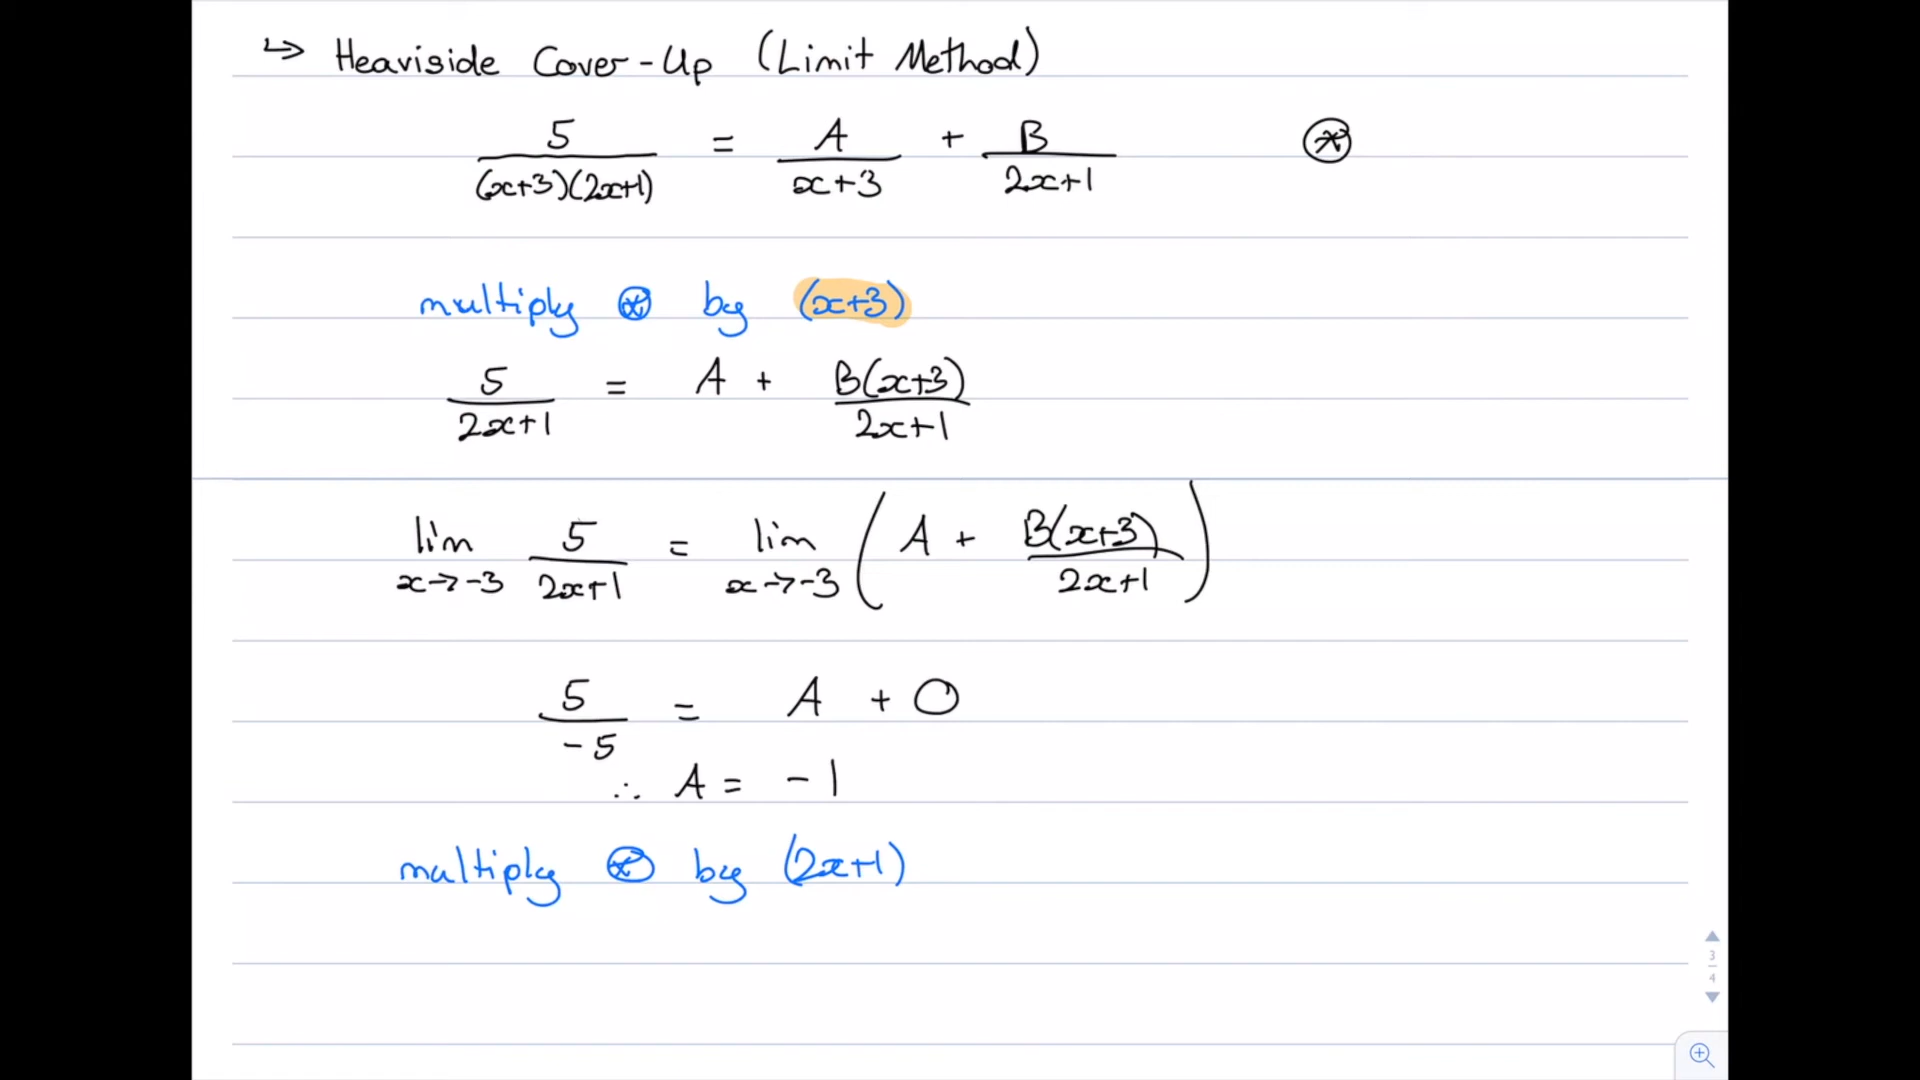 ↳ Heaviside Cover-Up (Limit Method)
5/((x+3)(2x+1)) = A/(x+3) + B/(2x+1) ⊛
multiply ⊛ by (x+3)
5/(2x+1) = A + B(x+3)/(2x+1)
lim x→-3 5/(2x+1) = lim x→-3 (A + B(x+3)/(2x+1))
5/-5 = A + 0
∴ A = -1
multiply ⊛ by (2x+1)
3
4